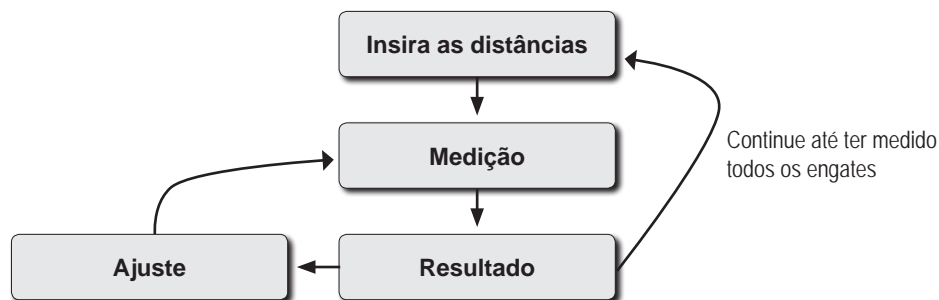 Insira as distâncias
Medição
Continue até ter medido
todos os engates
Ajuste
Resultado